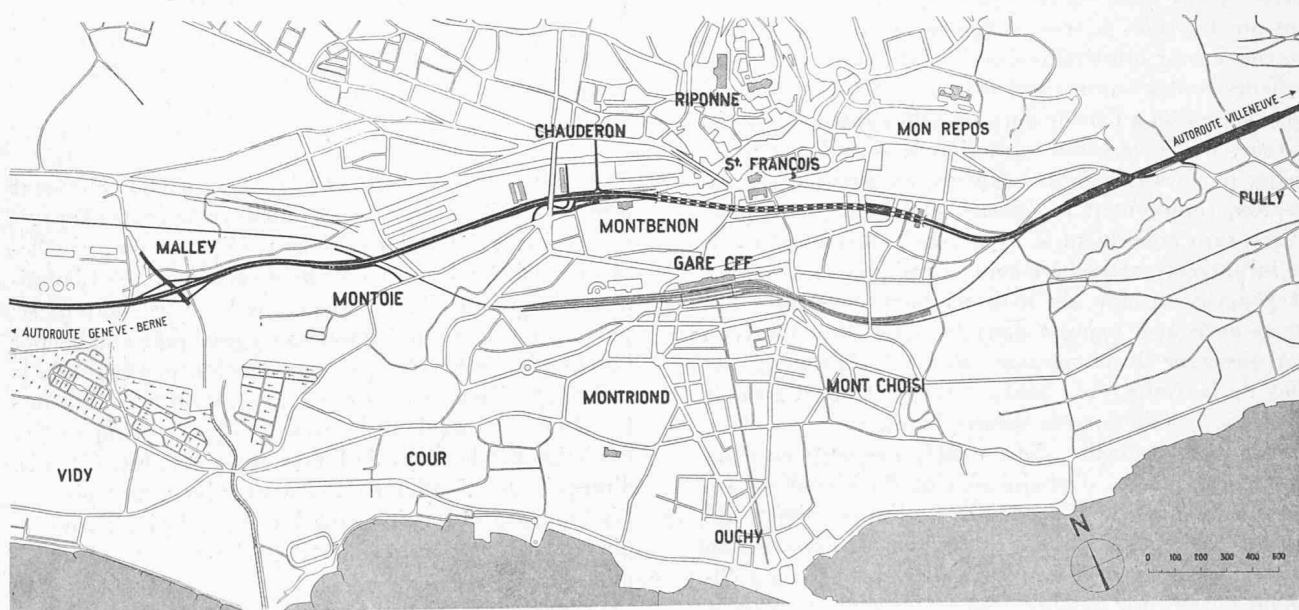 RIPONNE
CHAUDERON
MON REPOS
AUTOROUTE VILLENEUVE
St. FRANÇOIS
PULLY
MALLEY
MONTBENON
GARE CFF
MONTOIE
AUTOROUTE GENÈVE-BERNE
MONTRIOND
MONT CHOISI
VIDY
COUR
OUCHY
N
0 100 200 300 400 500